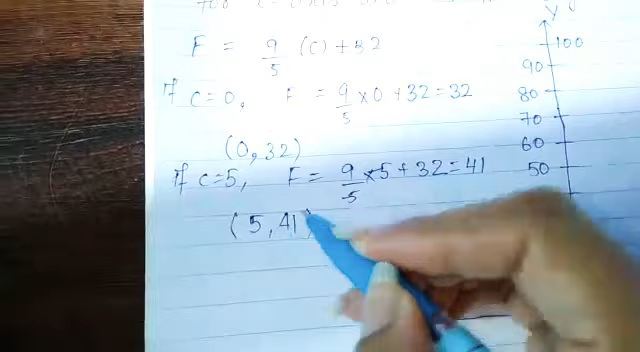 F = 9/5 (C) + 32
If C=0, F = 9/5 × 0 + 32 = 32
(0, 32)
If C=5, F = 9/5 × 5 + 32 = 41
(5, 41)
Y
100
90
80
70
60
50